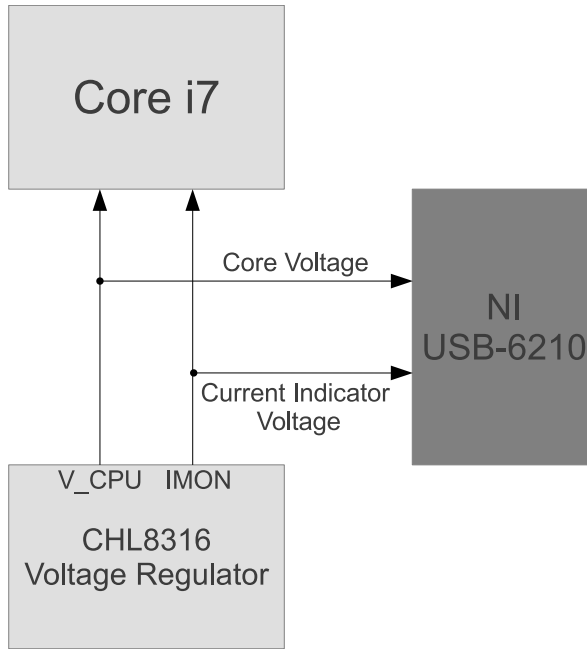 Core i7
Core Voltage
NI
USB-6210
Current Indicator
Voltage
V_CPU IMON
CHL8316
Voltage Regulator